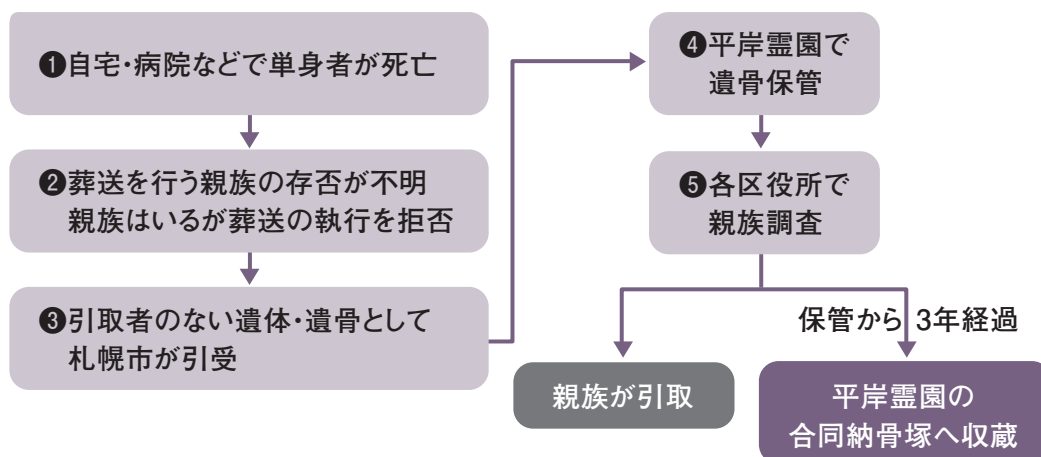 ❶自宅・病院などで単身者が死亡
❷葬送を行う親族の存否が不明
親族はいるが葬送の執行を拒否
❸引取者のない遺体・遺骨として
札幌市が引受
❹平岸霊園で
遺骨保管
❺各区役所で
親族調査
保管から 3年経過
親族が引取
平岸霊園の
合同納骨塚へ収蔵